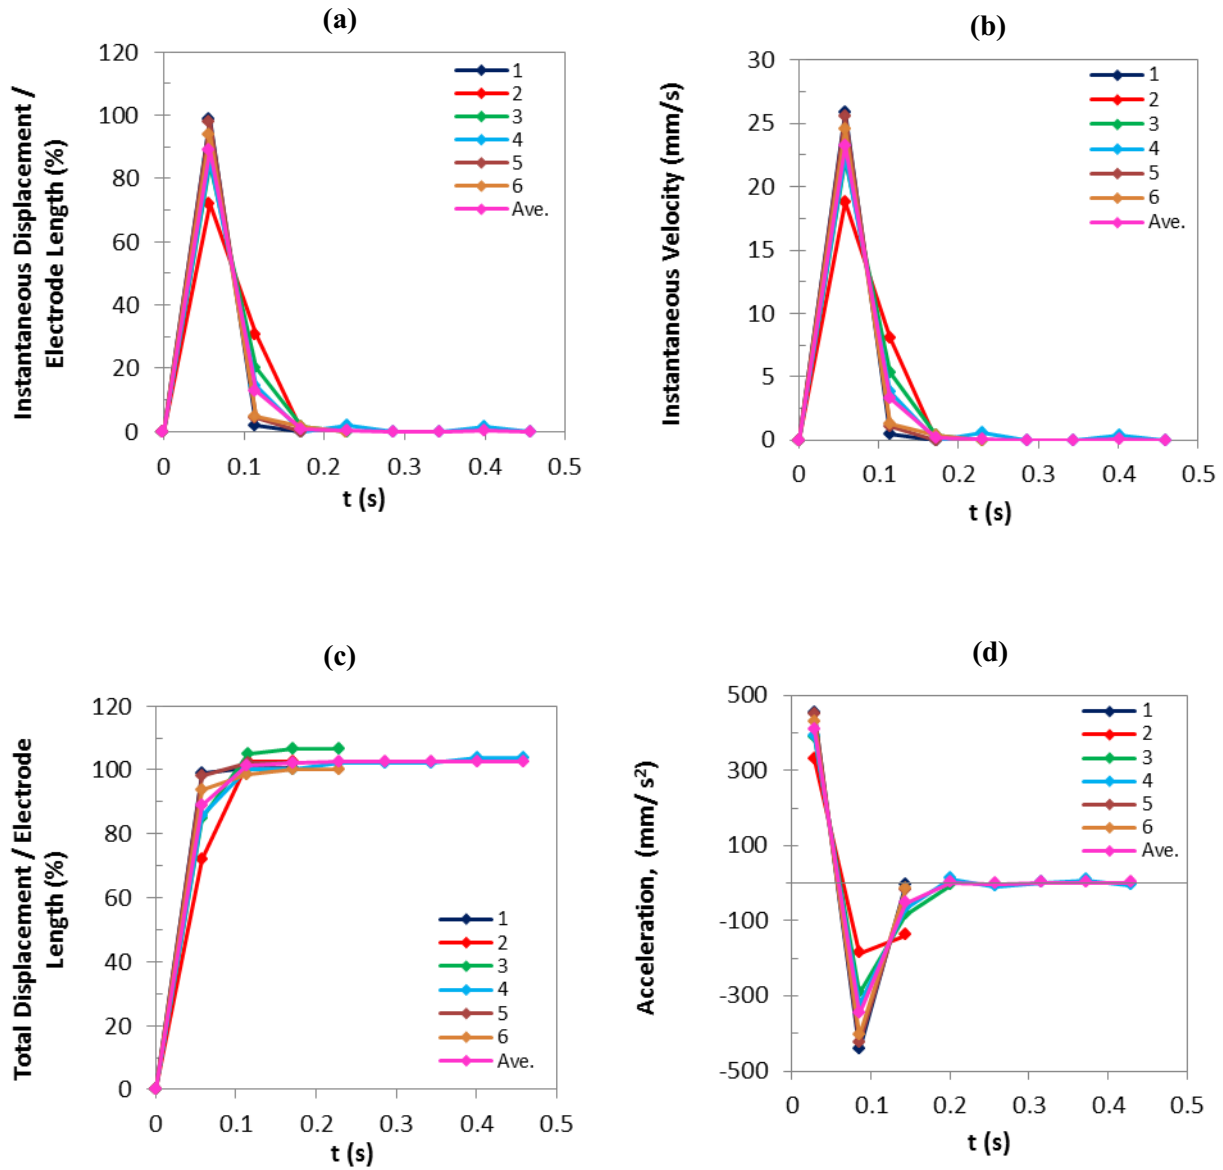 (a)
Instantaneous Displacement /
Electrode Length (%)
120
100
80
60
40
20
0
0 0.1 0.2 0.3 0.4 0.5
t (s)
1
2
3
4
5
6
Ave.
(b)
Instantaneous Velocity (mm/s)
30
25
20
15
10
5
0
0 0.1 0.2 0.3 0.4 0.5
t (s)
1
2
3
4
5
6
Ave.
(c)
Total Displacement / Electrode
Length (%)
120
100
80
60
40
20
0
0 0.1 0.2 0.3 0.4 0.5
t (s)
1
2
3
4
5
6
Ave.
(d)
Acceleration, (mm/ s²)
500
300
100
-100
-300
-500
0 0.1 0.2 0.3 0.4 0.5
t (s)
1
2
3
4
5
6
Ave.